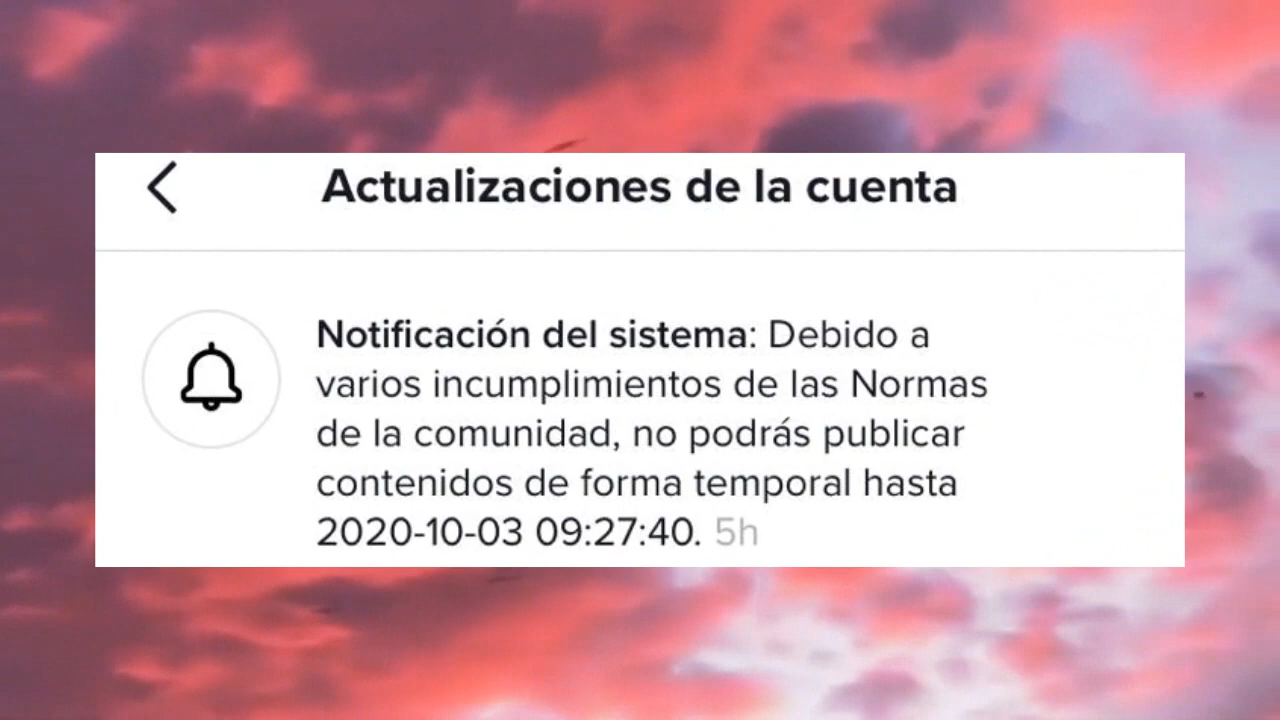 Actualizaciones de la cuenta
Notificación del sistema: Debido a
varios incumplimientos de las Normas
de la comunidad, no podrás publicar
contenidos de forma temporal hasta
2020-10-03 09:27:40. 5h